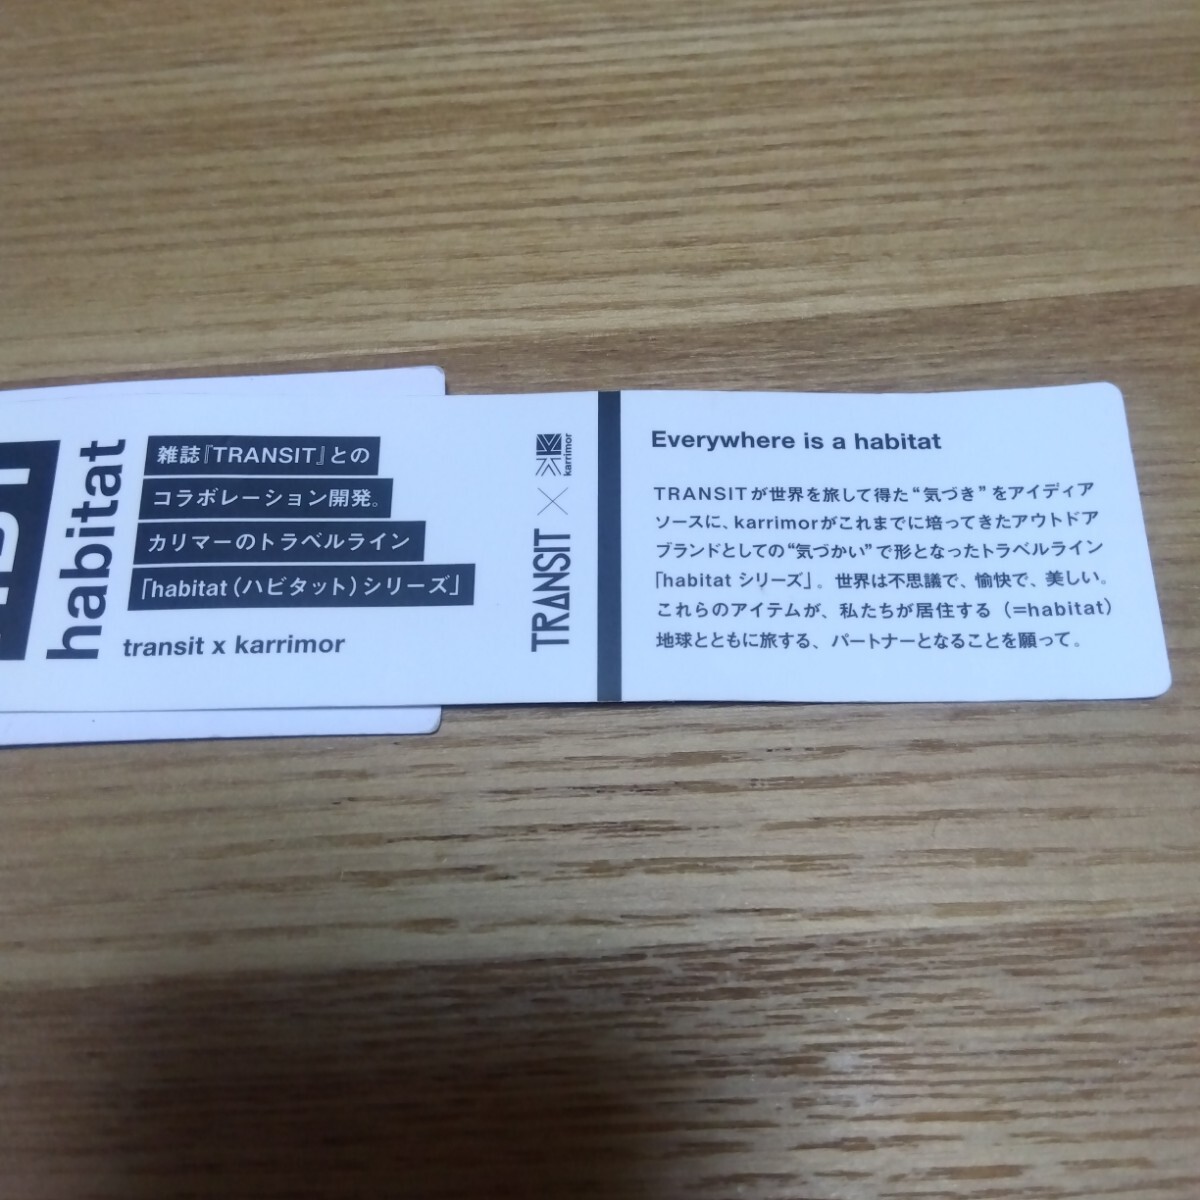 habitat
雑誌『TRANSIT』との
コラボレーション開発。
カリマーのトラベルライン
「habitat（ハビタット）シリーズ」
transit x karrimor
TRANSIT × karrimor
Everywhere is a habitat
TRANSITが世界を旅して得た“気づき”をアイディア
ソースに、karrimorがこれまでに培ってきたアウトドア
ブランドとしての“気づかい”で形となったトラベルライン
「habitat シリーズ」。世界は不思議で、愉快で、美しい。
これらのアイテムが、私たちが居住する（=habitat）
地球とともに旅する、パートナーとなることを願って。